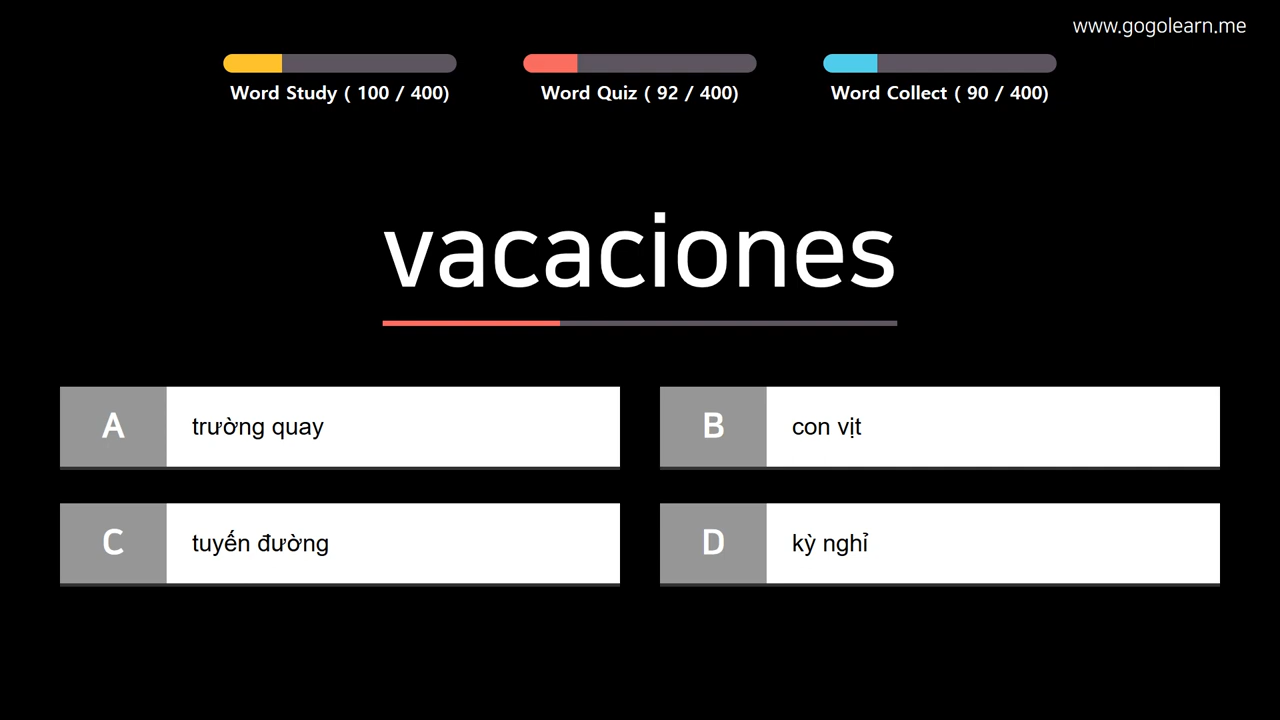 www.gogolearn.me
Word Study ( 100 / 400)
Word Quiz ( 92 / 400)
Word Collect ( 90 / 400)
vacaciones
A
trường quay
B
con vịt
C
tuyến đường
D
kỳ nghỉ